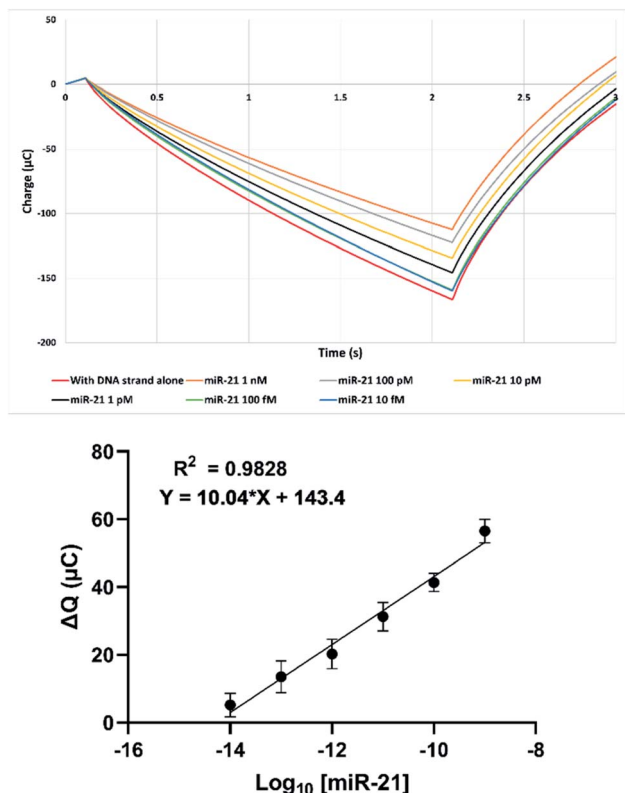 50
0
0 0.5 1 1.5 2 2.5 3
-50
Charge (µC)
-100
-150
-200
Time (s)
With DNA strand alone miR-21 1 nM miR-21 100 pM miR-21 10 pM
miR-21 1 pM miR-21 100 fM miR-21 10 fM
80
R² = 0.9828
Y = 10.04*X + 143.4
60
ΔQ (µC)
40
20
0
-16 -14 -12 -10 -8
Log₁₀ [miR-21]